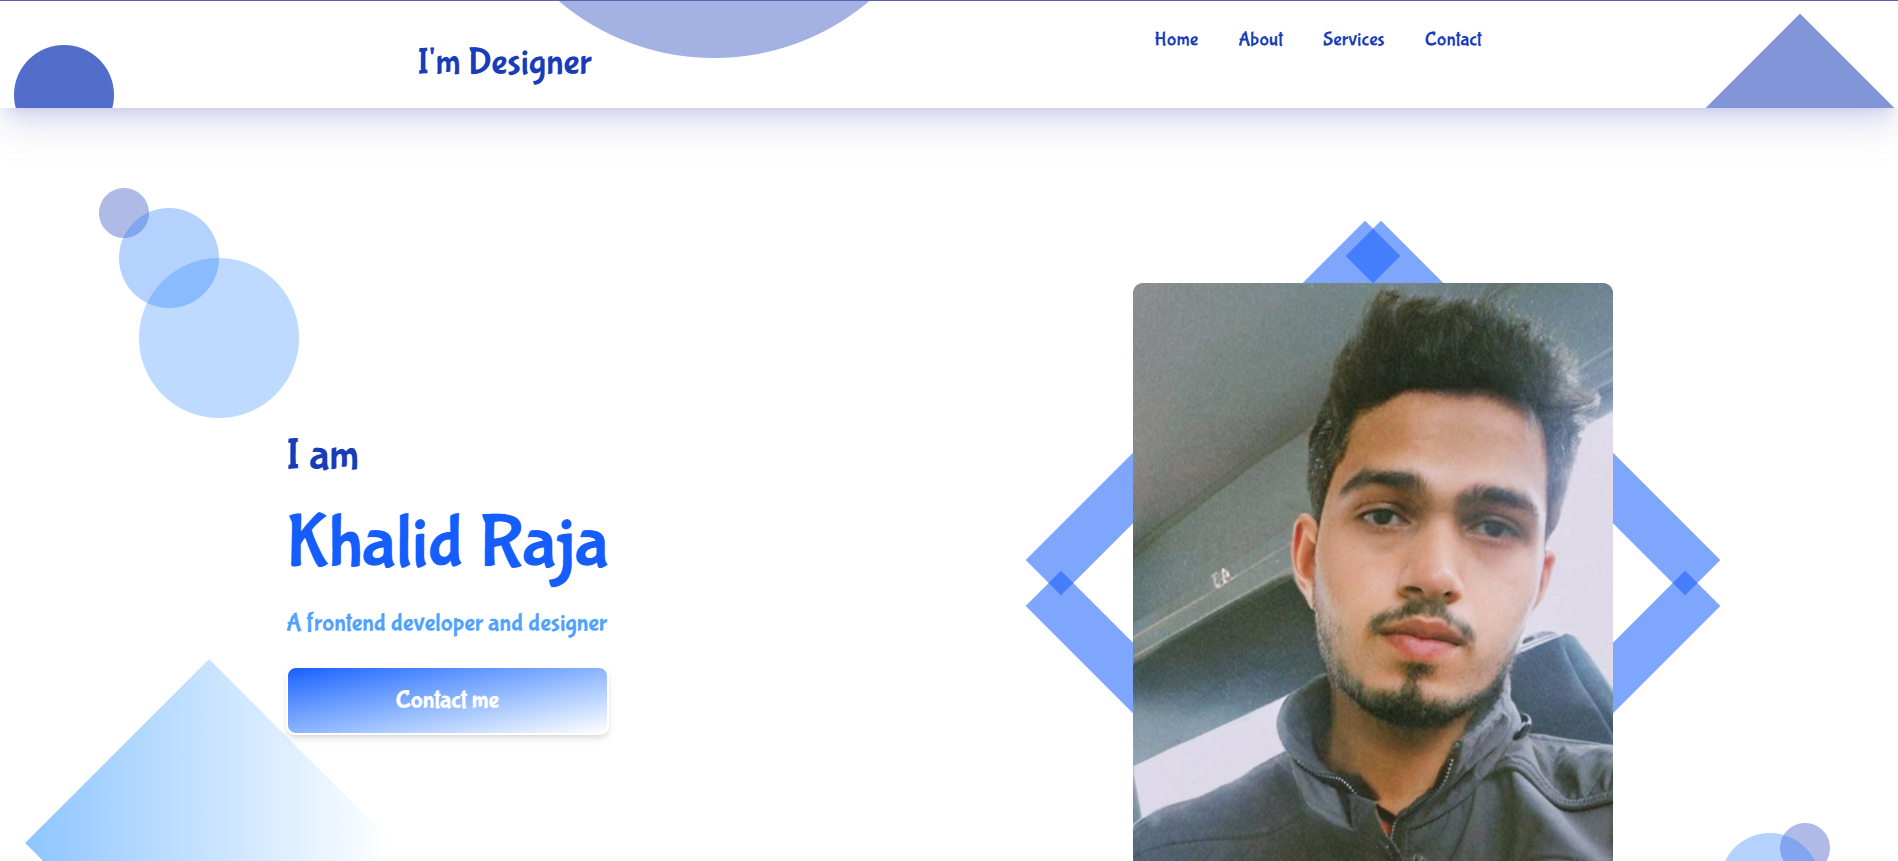 I'm Designer
Home
About
Services
Contact
I am
Khalid Raja
A frontend developer and designer
Contact me